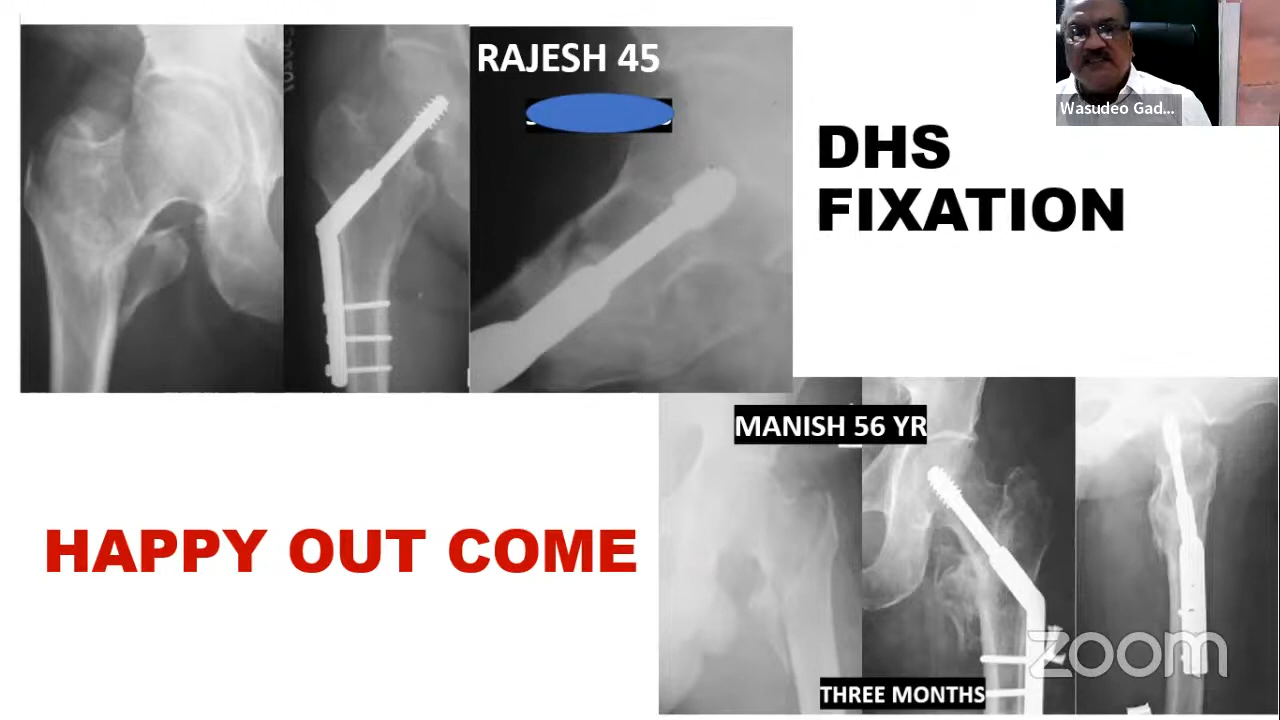 RAJESH 45
DHS
FIXATION
Wasudeo Gad...
MANISH 56 YR
HAPPY OUT COME
THREE MONTHS
zoom